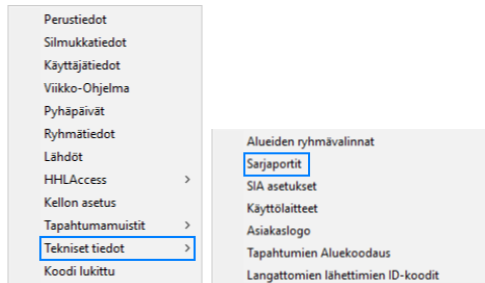 Perustiedot
Silmukkatiedot
Käyttäjätiedot
Viikko-Ohjelma
Pyhäpäivät
Ryhmätiedot
Lähdöt
HHLAccess >
Kellon asetus
Tapahtumamuistit >
Tekniset tiedot >
Koodi lukittu
Alueiden ryhmävalinnat
Sarjaportit
SIA asetukset
Käyttölaitteet
Asiakaslogo
Tapahtumien Aluekoodaus
Langattomien lähettimien ID-koodit